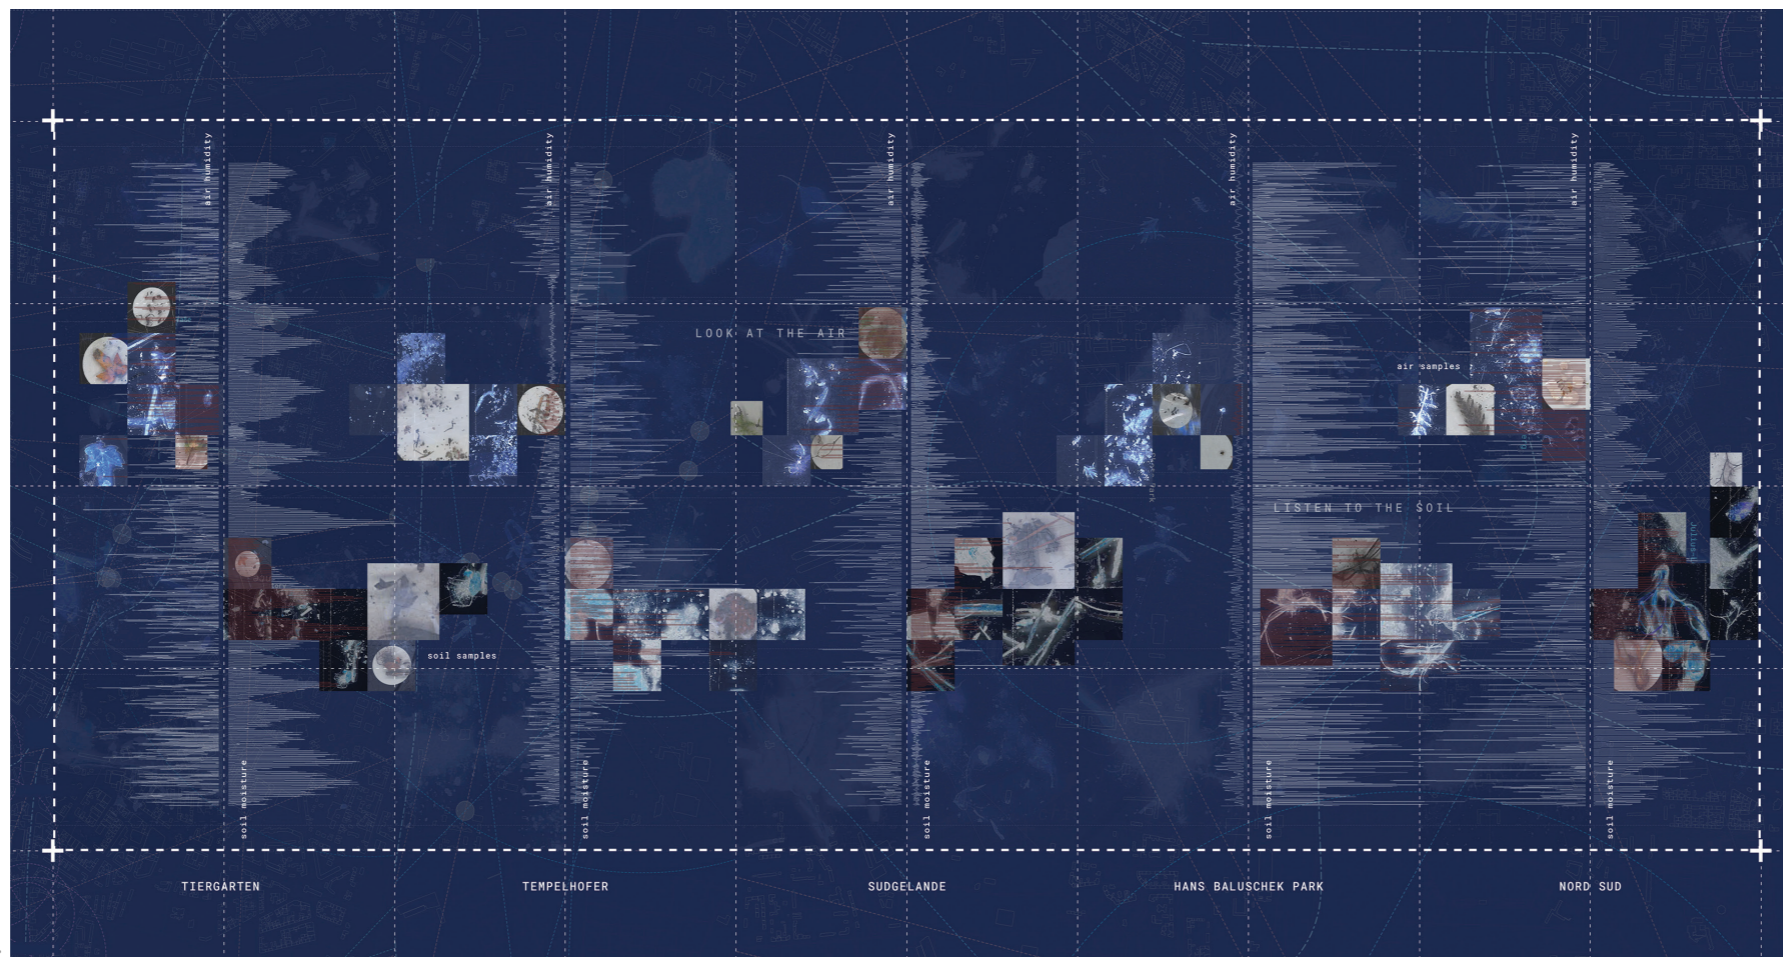 air humidity
air humidity
air humidity
air humidity
air humidity
LOOK AT THE AIR
air samples
LISTEN TO THE SOIL
soil samples
soil moisture
soil moisture
soil moisture
soil moisture
soil moisture
TIERGARTEN
TEMPELHOFER
SUDGELANDE
HANS BALUSCHEK PARK
NORD SUD